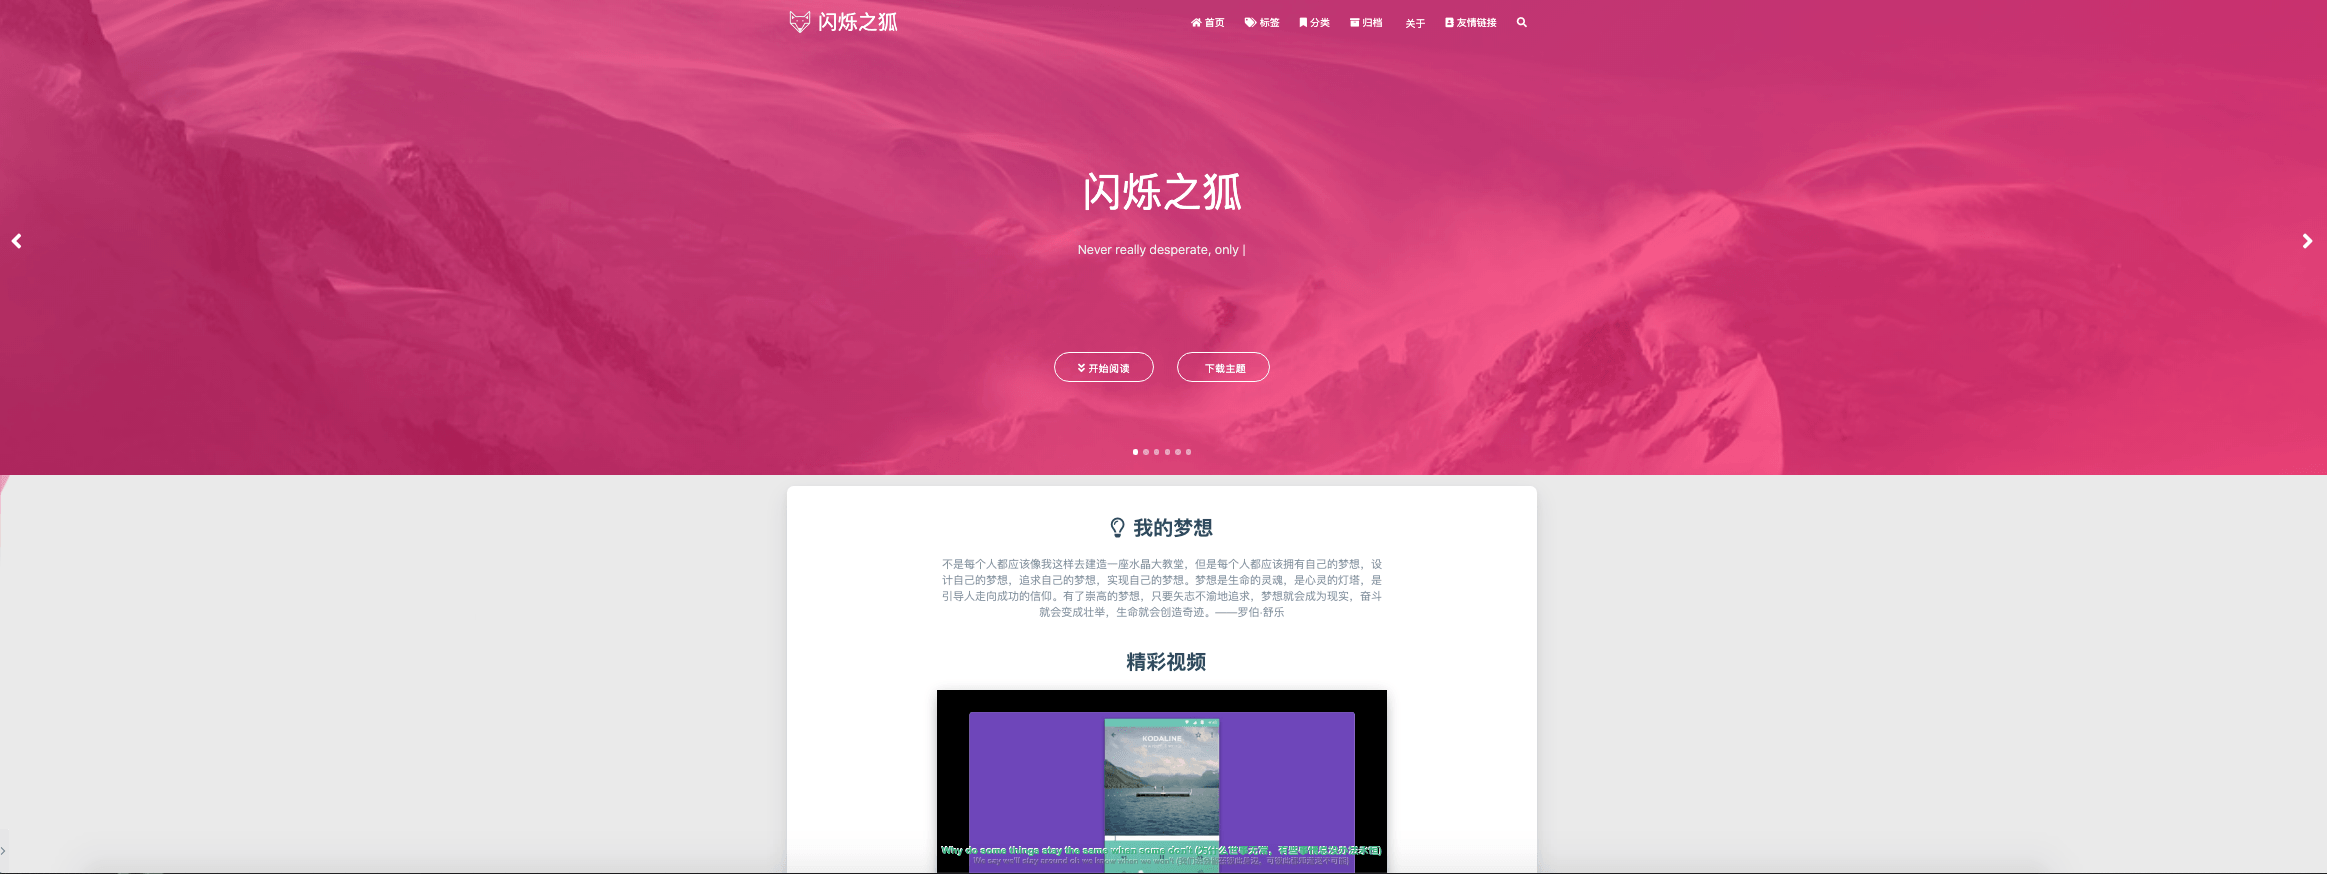 闪烁之狐
首页 标签 分类 归档 关于 友情链接
闪烁之狐
Never really desperate, only |
开始阅读 下载主题
我的梦想
不是每个人都应该像我这样去建造一座水晶大教堂，但是每个人都应该拥有自己的梦想，设
计自己的梦想，追求自己的梦想，实现自己的梦想。梦想是生命的灵魂，是心灵的灯塔，是
引导人走向成功的信仰。有了崇高的梦想，只要矢志不渝地追求，梦想就会成为现实，奋斗
就会变成壮举，生命就会创造奇迹。——罗伯·舒乐
精彩视频
KODALINE
Why do some things stay the same when some don't